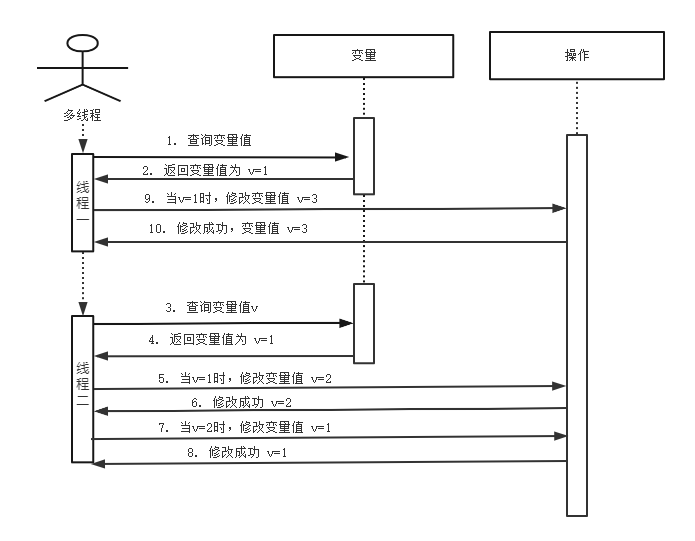 变量
操作
多线程
线程一
1. 查询变量值
2. 返回变量值为 v=1
9. 当v=1时，修改变量值 v=3
10. 修改成功，变量值 v=3
线程二
3. 查询变量值v
4. 返回变量值为 v=1
5. 当v=1时，修改变量值 v=2
6. 修改成功 v=2
7. 当v=2时，修改变量值 v=1
8. 修改成功 v=1